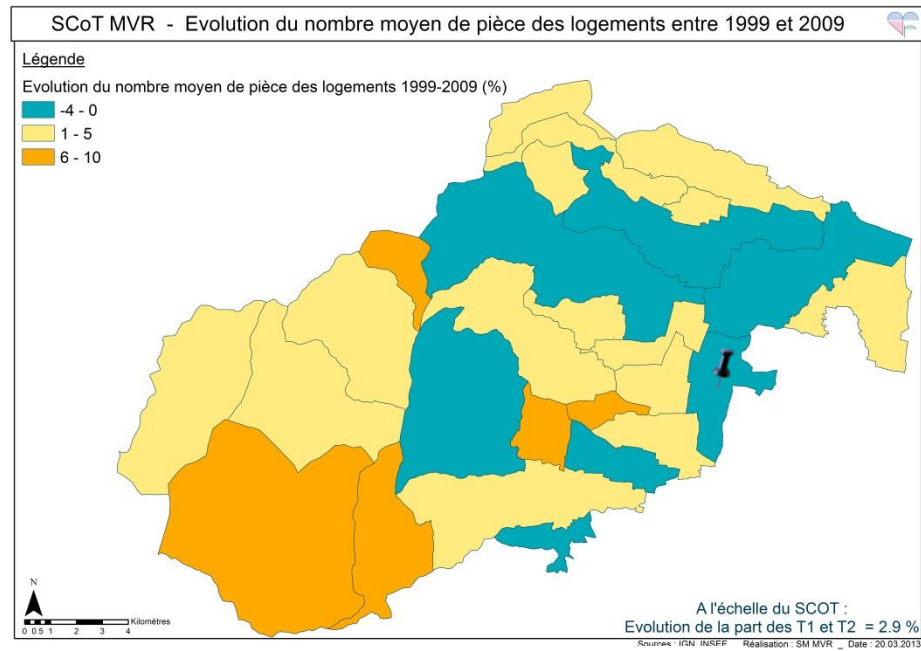 SCoT MVR - Evolution du nombre moyen de pièce des logements entre 1999 et 2009
Légende
Evolution du nombre moyen de pièce des logements 1999-2009 (%)
-4 - 0
1 - 5
6 - 10
N
0 0.5 1 2 3 4 Kilomètres
A l'échelle du SCOT :
Evolution de la part des T1 et T2 = 2.9 %
Sources : IGN, INSEE Réalisation : SM MVR _ Date : 20.03.2013